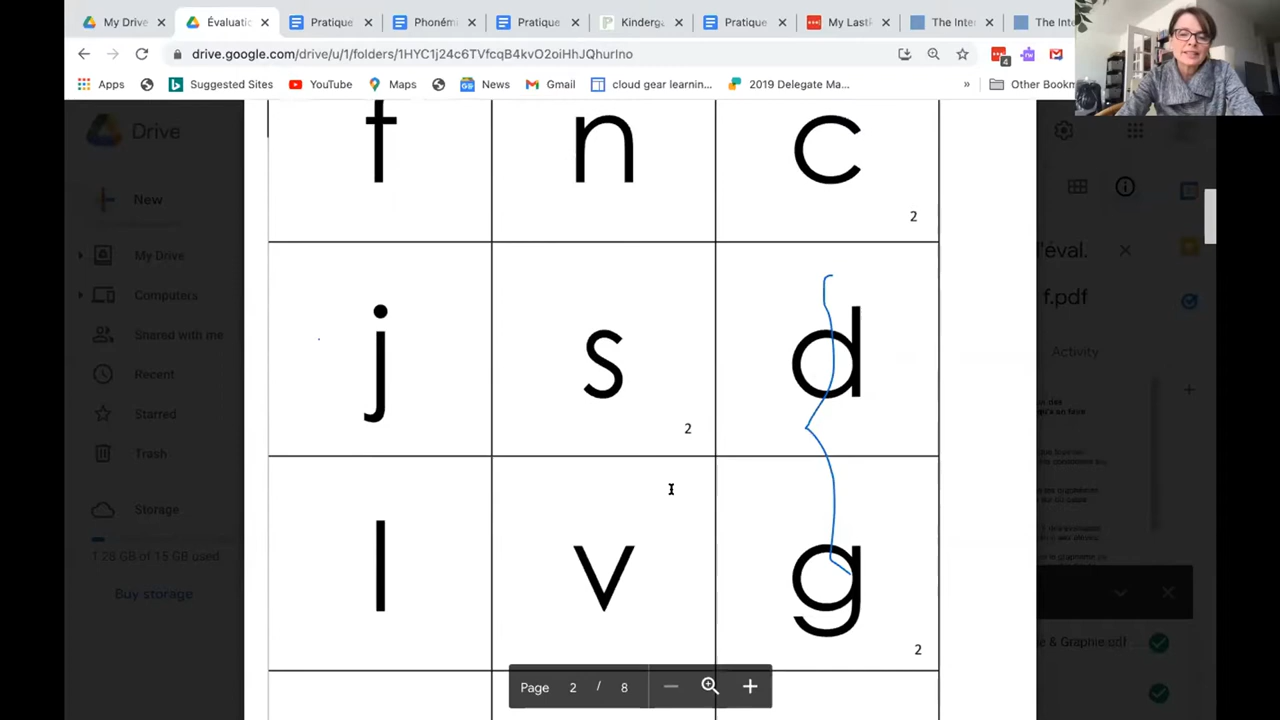 My Drive
Évaluati
Pratique
Phonémi
Pratique
Kinderga
Pratique
My Last
The Inte
The Inte
drive.google.com/drive/u/1/folders/1HYC1j24c6TVfcqB4kvO2oiHhJQhurIno
4
Apps
Suggested Sites
YouTube
Maps
News
Gmail
cloud gear learnin...
2019 Delegate Ma...
»
Other Bookm
Drive
New
My Drive
Computers
Shared with me
Recent
Starred
Trash
Storage
1.28 GB of 15 GB used
Buy storage
n c
2
j s d
2
l v g
2
Page 2 / 8
l'éval.
f.pdf
Activity
e & Graphie.pdf